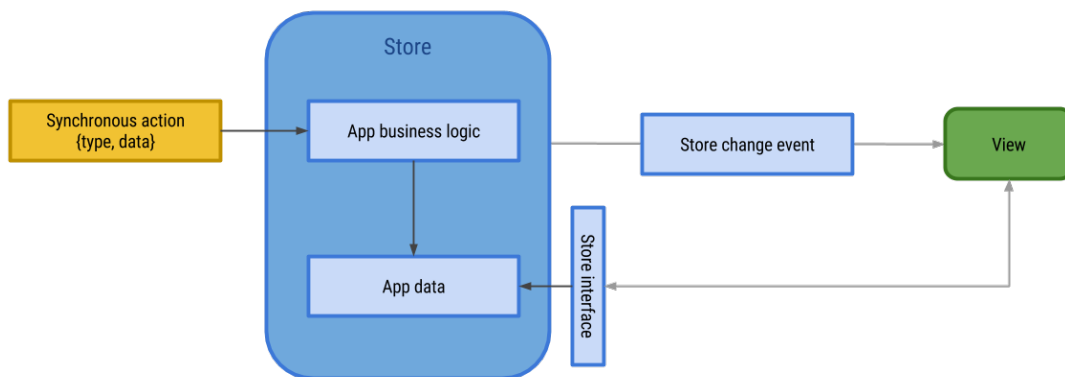 Store
Synchronous action
{type, data}
App business logic
Store change event
View
Store interface
App data